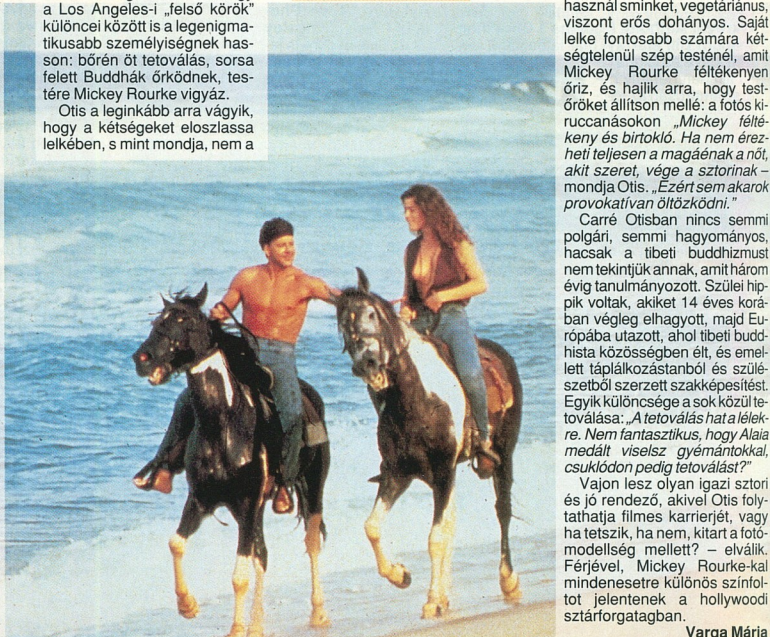 a Los Angeles-i „felső körök”
különcei között is a legenigma-
tikusabb személyiségnek has-
son: bőrén öt tetoválás, sorsa
felett Buddhák őrködnek, tes-
tére Mickey Rourke vigyáz.
Otis a leginkább arra vágyik,
hogy a kétségeket eloszlassa
lelkében, s mint mondja, nem a
használ sminket, vegetáriánus,
viszont erős dohányos. Saját
lelke fontosabb számára két-
ségtelenül szép testénél, amit
Mickey Rourke féltékenyen
őriz, és hajlik arra, hogy test-
őröket állítson mellé: a fotós ki-
ruccanásokon „Mickey félté-
keny és birtokló. Ha nem érez-
heti teljesen a magáénak a nőt,
akit szeret, vége a sztorinak –
mondja Otis. „Ezért sem akarok
provokatívan öltözködni.”
Carré Otisban nincs semmi
polgári, semmi hagyományos,
hacsak a tibeti buddhizmust
nem tekintjük annak, amit három
évig tanulmányozott. Szülei hip-
pik voltak, akiket 14 éves korá-
ban végleg elhagyott, majd Eu-
rópába utazott, ahol tibeti budd-
hista közösségben élt, és emel-
lett táplálkozástanból és szülé-
szetből szerzett szakképesítést.
Egyik különcsége a sok közül te-
toválása: „A tetoválás hat a lélek-
re. Nem fantasztikus, hogy Alaia
medált viselsz gyémántokkal,
csuklódon pedig tetoválást?”
Vajon lesz olyan igazi sztori
és jó rendező, akivel Otis foly-
tathatja filmes karrierjét, vagy
ha tetszik, ha nem, kitart a fotó-
modellség mellett? – elválik.
Férjével, Mickey Rourke-kal
mindenesetre különös színfol-
tot jelentenek a hollywoodi
sztárforgatagban.
Varga Mária